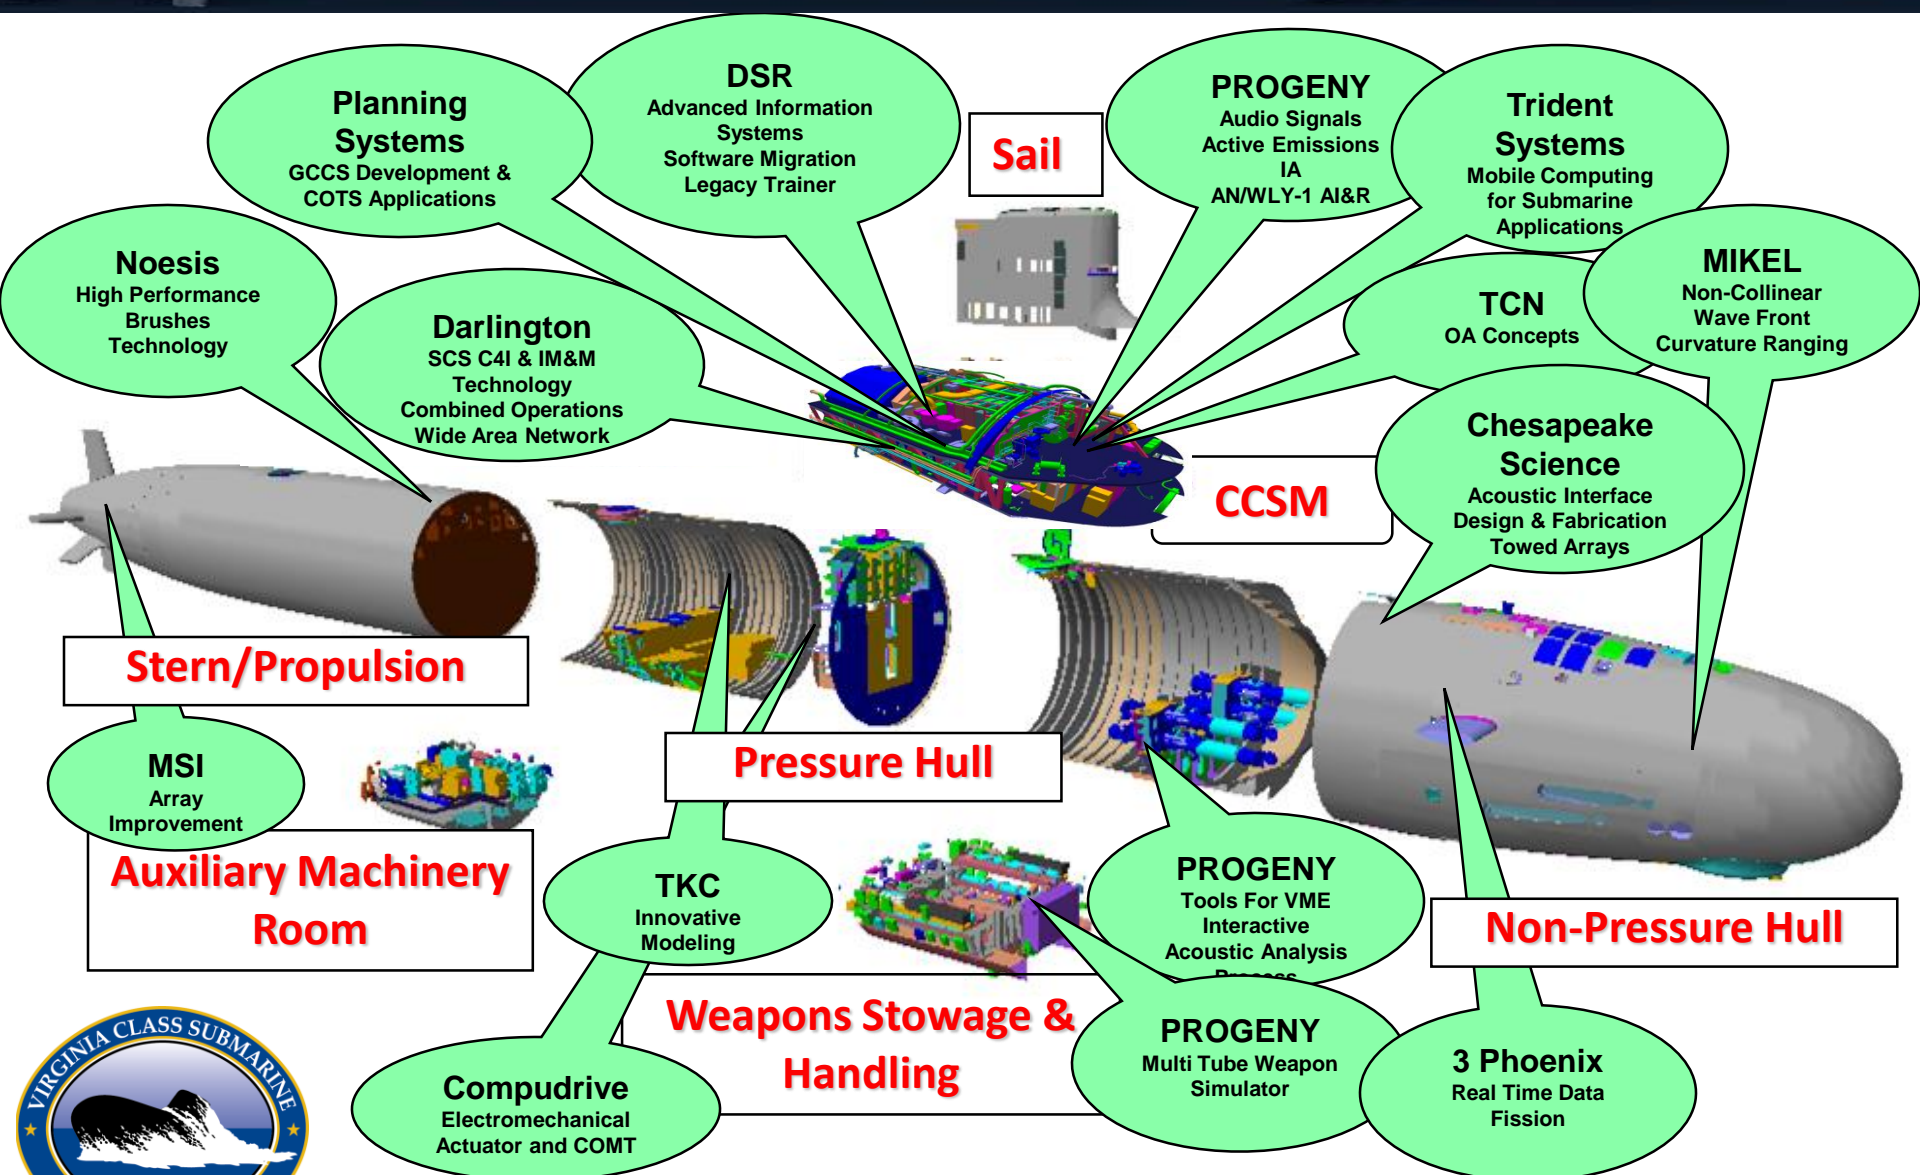 Planning
Systems
GCCS Development &
COTS Applications
DSR
Advanced Information
Systems
Software Migration
Legacy Trainer
Sail
PROGENY
Audio Signals
Active Emissions
IA
AN/WLY-1 AI&R
Trident
Systems
Mobile Computing
for Submarine
Applications
Noesis
High Performance
Brushes
Technology
Darlington
SCS C4I & IM&M
Technology
Combined Operations
Wide Area Network
TCN
OA Concepts
MIKEL
Non-Collinear
Wave Front
Curvature Ranging
CCSM
Chesapeake
Science
Acoustic Interface
Design & Fabrication
Towed Arrays
Stern/Propulsion
Pressure Hull
MSI
Array
Improvement
Auxiliary Machinery
Room
TKC
Innovative
Modeling
PROGENY
Tools For VME
Interactive
Acoustic Analysis
Process
Non-Pressure Hull
Weapons Stowage &
Handling
PROGENY
Multi Tube Weapon
Simulator
3 Phoenix
Real Time Data
Fission
Compudrive
Electromechanical
Actuator and COMT
VIRGINIA CLASS SUBMARINE